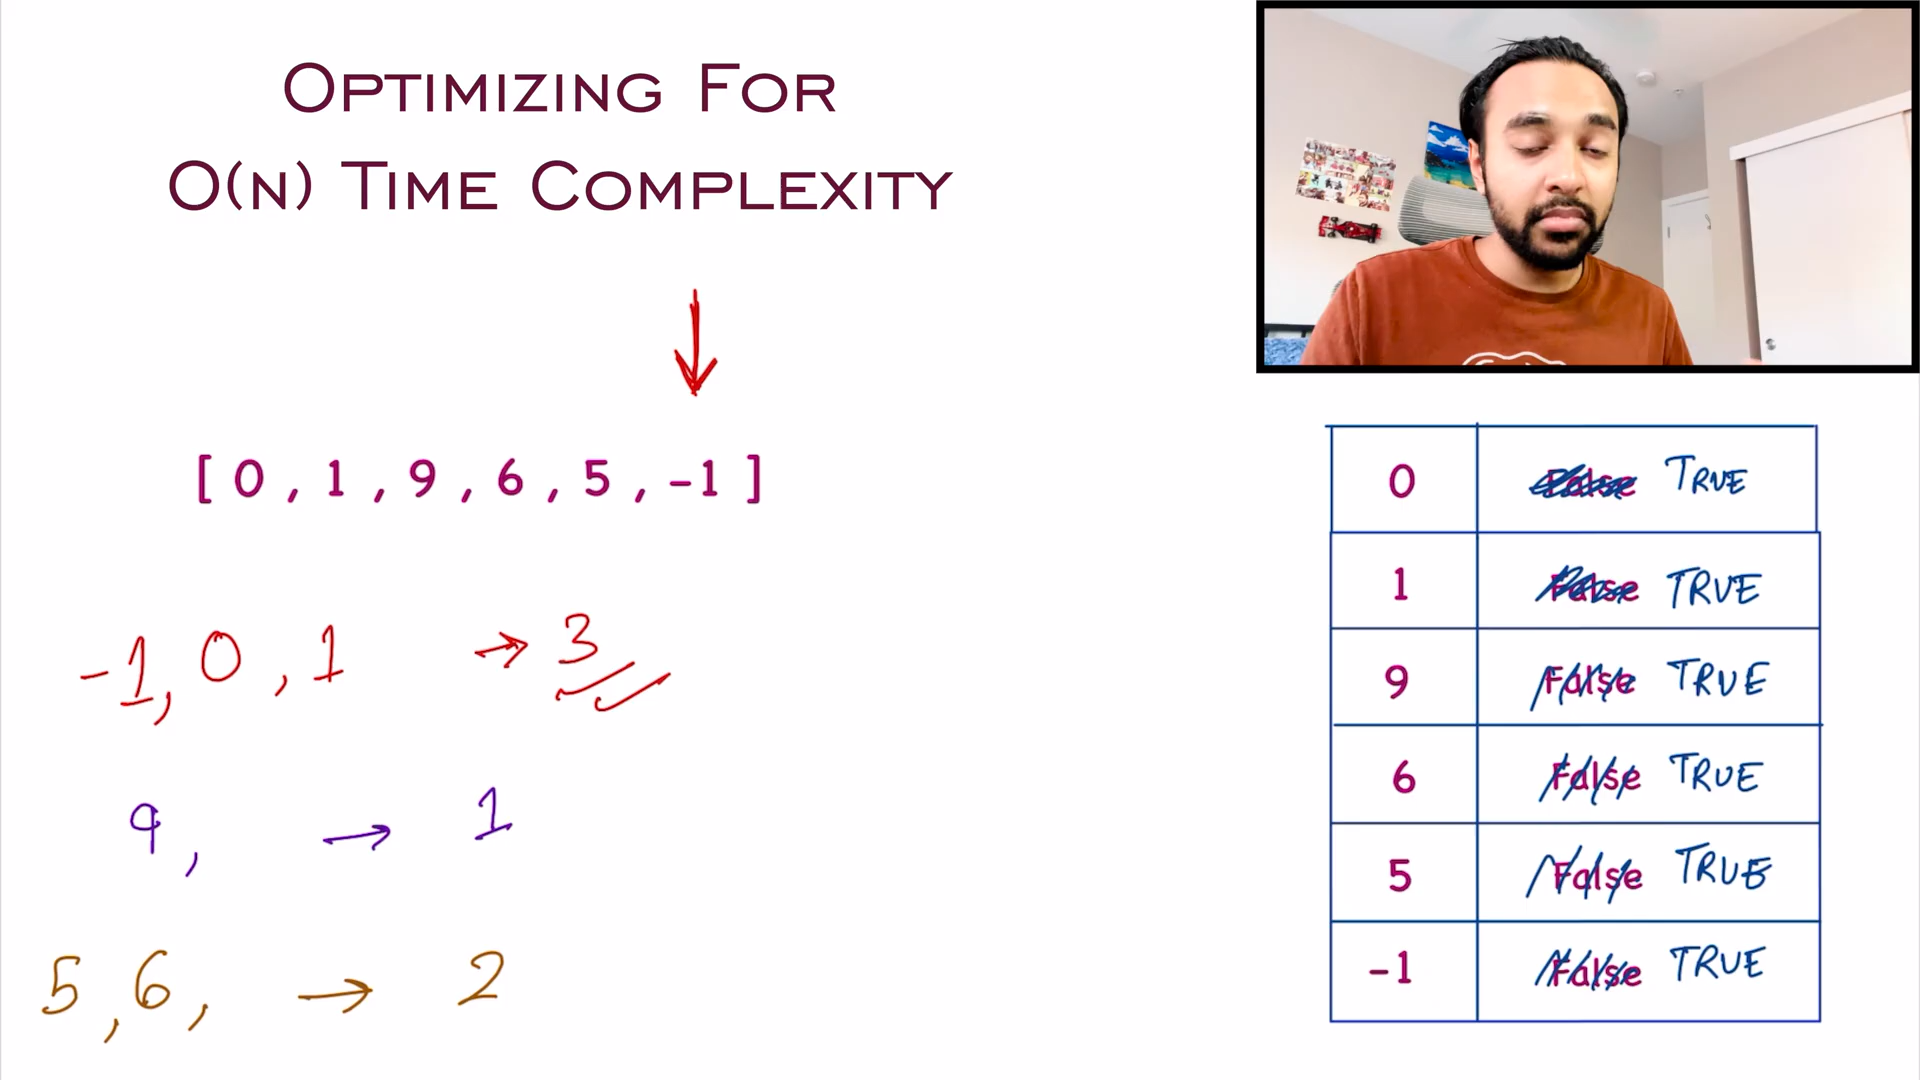 OPTIMIZING FOR
O(N) TIME COMPLEXITY
[ 0 , 1 , 9 , 6 , 5 , -1 ]
-1, 0, 1 → 3
9, → 1
5, 6, → 2
0 False TRUE
1 False TRUE
9 False TRUE
6 False TRUE
5 False TRUE
-1 False TRUE